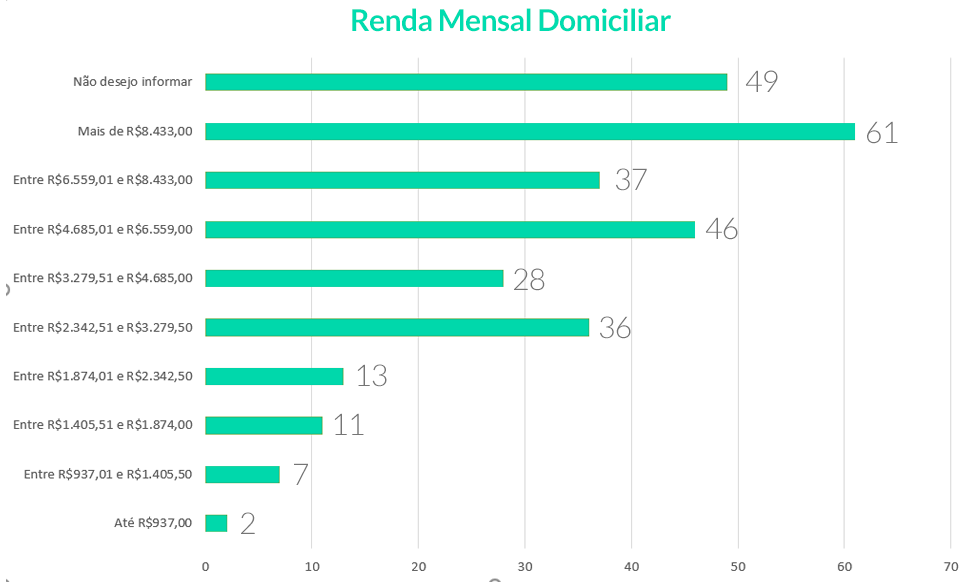 Renda Mensal Domiciliar
Não desejo informar 49
Mais de R$8.433,00 61
Entre R$6.559,01 e R$8.433,00 37
Entre R$4.685,01 e R$6.559,00 46
Entre R$3.279,51 e R$4.685,00 28
Entre R$2.342,51 e R$3.279,50 36
Entre R$1.874,01 e R$2.342,50 13
Entre R$1.405,51 e R$1.874,00 11
Entre R$937,01 e R$1.405,50 7
Até R$937,00 2
0 10 20 30 40 50 60 70